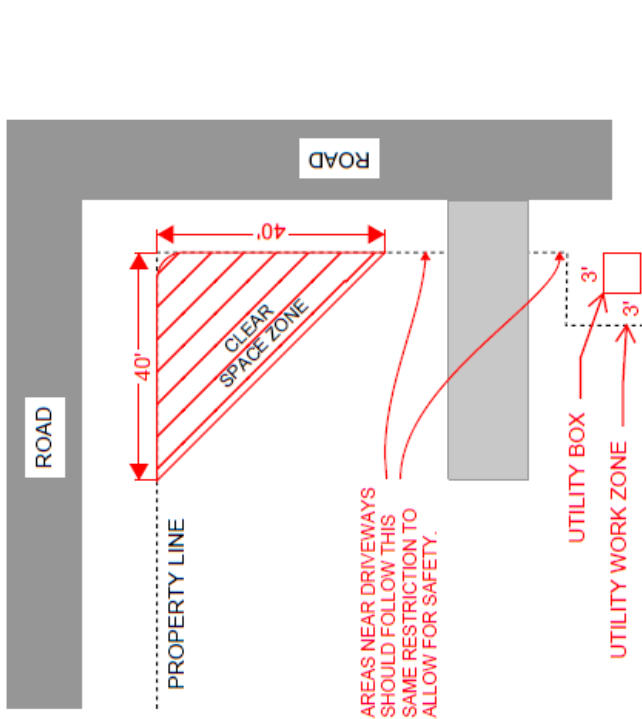 ROAD
ROAD
40'
40'
CLEAR
SPACE ZONE
PROPERTY LINE
AREAS NEAR DRIVEWAYS
SHOULD FOLLOW THIS
SAME RESTRICTION TO
ALLOW FOR SAFETY.
3'
3'
UTILITY BOX
UTILITY WORK ZONE